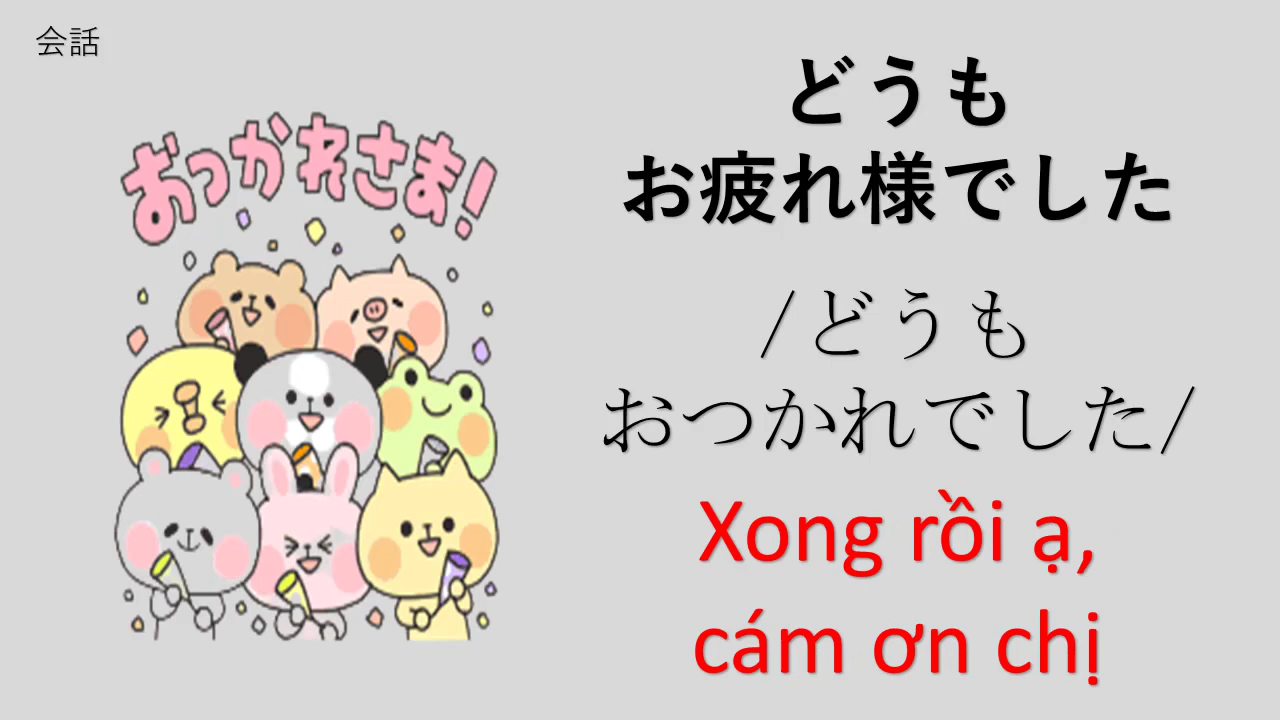 会話
おつかれさま!
どうも
お疲れ様でした
/どうも
おつかれでした/
Xong rồi ạ,
cám ơn chị